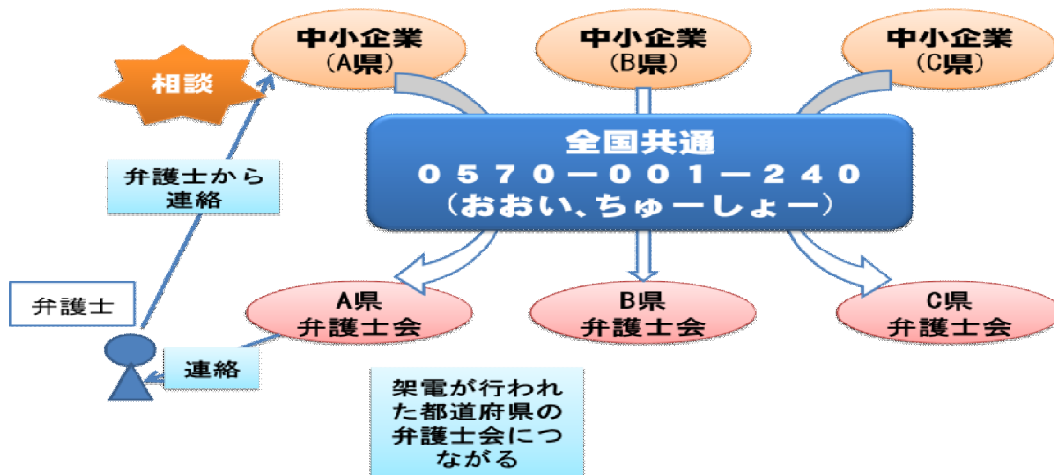 中小企業
(A県)
中小企業
(B県)
中小企業
(C県)
相談
全国共通
０５７０－００１－２４０
(おおい、ちゅーしょー)
弁護士から
連絡
弁護士
A県
弁護士会
B県
弁護士会
C県
弁護士会
連絡
架電が行われ
た都道府県の
弁護士会につ
ながる